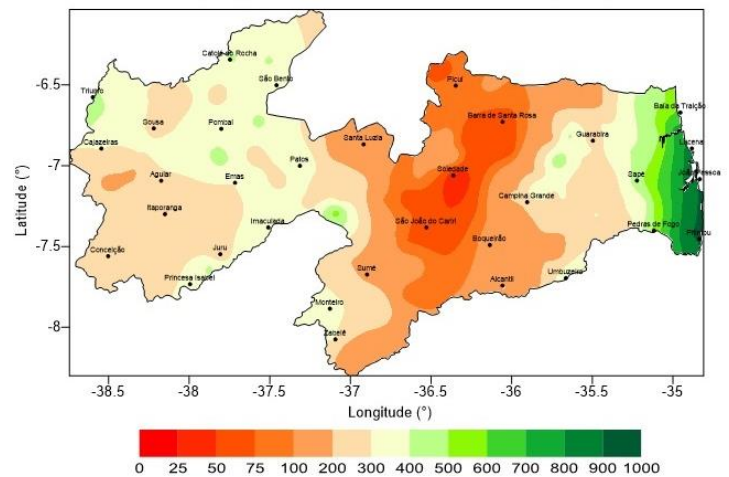 Catolé do Rocha
-6.5
São Bento
Picuí
Triunfo
Baía da Traição
Sousa
Pombal
Barra de Santa Rosa
Santa Luzia
Guarabira
Cajazeiras
Lucena
-7
Patos
Aguiar
Emas
Soledade
Sapé
João Pessoa
Itaporanga
Campina Grande
Imaculada
São João do Cariri
Pedras de Fogo
Pitimbu
-7.5
Conceição
Juru
Boqueirão
Princesa Isabel
Sumé
Alcantil
Umbuzeiro
Monteiro
-8
Zabelê
Latitude (°)
-38.5 -38 -37.5 -37 -36.5 -36 -35.5 -35
Longitude (°)
0 25 50 75 100 200 300 400 500 600 700 800 900 1000